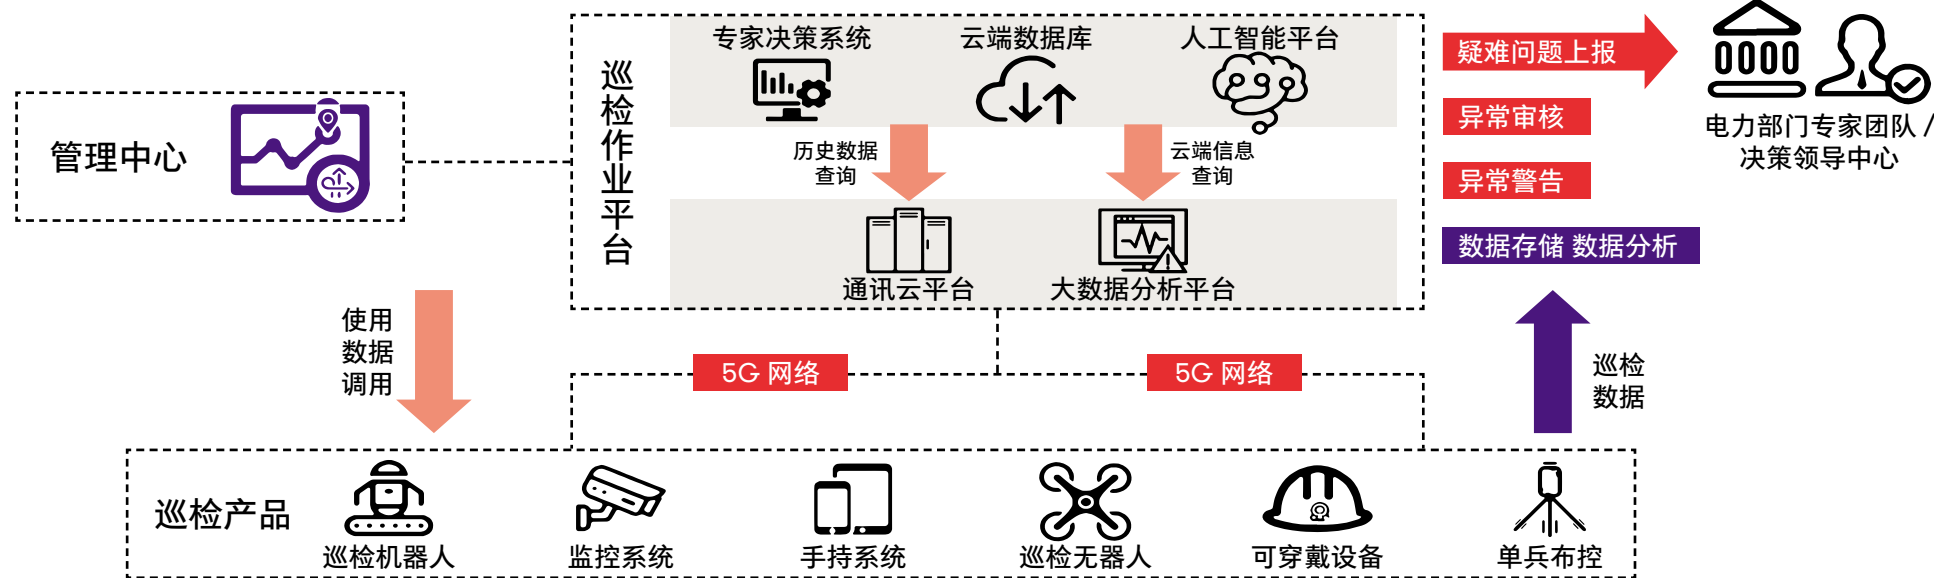 管理中心
巡检作业平台
专家决策系统
云端数据库
人工智能平台
历史数据
查询
云端信息
查询
通讯云平台
大数据分析平台
疑难问题上报
异常审核
异常警告
数据存储 数据分析
电力部门专家团队 /
决策领导中心
使用
数据
调用
5G 网络
5G 网络
巡检
数据
巡检产品
巡检机器人
监控系统
手持系统
巡检无器人
可穿戴设备
单兵布控